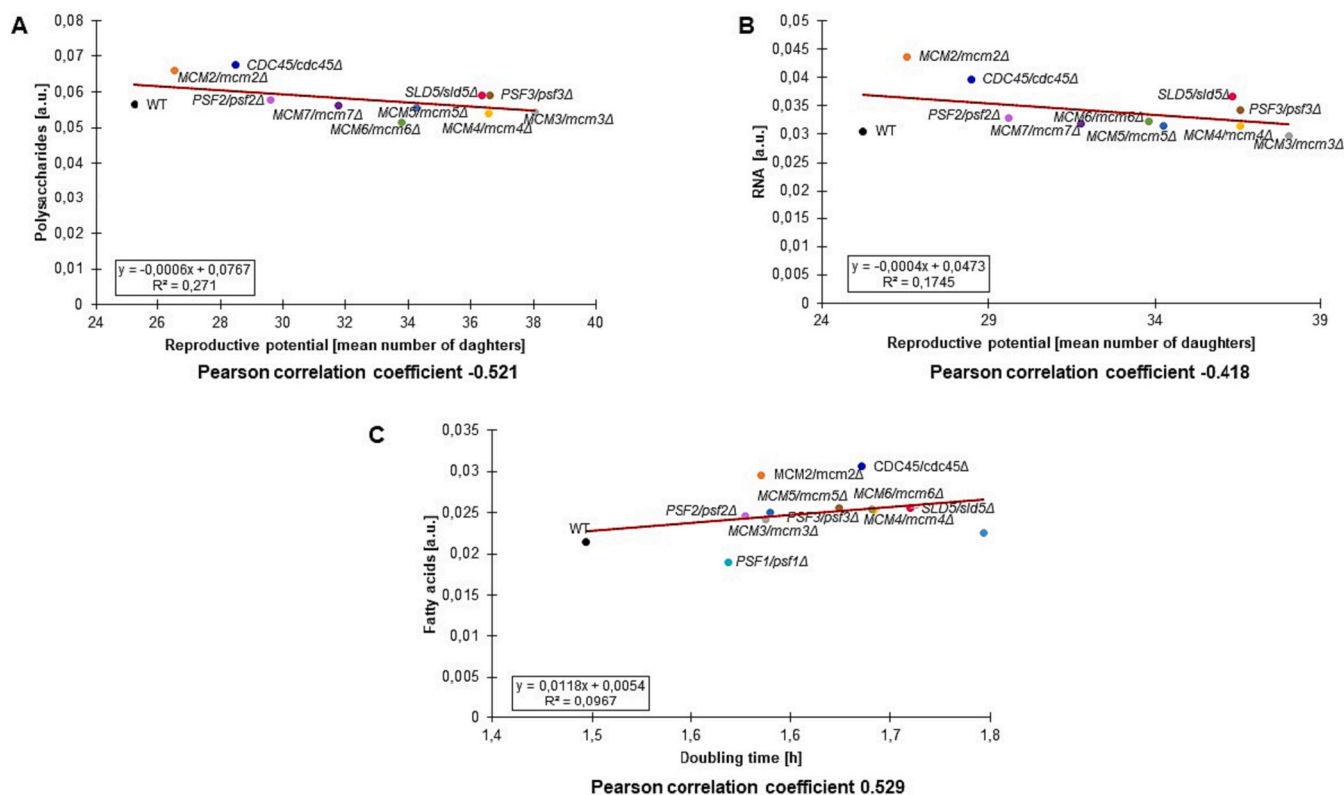 A
Polysaccharides [a.u.]
0,08
0,07
0,06
0,05
0,04
0,03
0,02
0,01
0
MCM2/mcm2Δ
CDC45/cdc45Δ
WT
PSF2/psf2Δ
MCM7/mcm7Δ
MCM5/mcm5Δ
MCM6/mcm6Δ
SLD5/sld5Δ
PSF3/psf3Δ
MCM4/mcm4Δ
MCM3/mcm3Δ
y = -0,0006x + 0,0767
R² = 0,271
24 26 28 30 32 34 36 38 40
Reproductive potential [mean number of daghters]
Pearson correlation coefficient -0.521
B
RNA [a.u.]
0,05
0,045
0,04
0,035
0,03
0,025
0,02
0,015
0,01
0,005
0
MCM2/mcm2Δ
CDC45/cdc45Δ
WT
PSF2/psf2Δ
MCM7/mcm7Δ
MCM6/mcm6Δ
MCM5/mcm5Δ
SLD5/sld5Δ
PSF3/psf3Δ
MCM4/mcm4Δ
MCM3/mcm3Δ
y = -0,0004x + 0,0473
R² = 0,1745
24 29 34 39
Reproductive potential [mean number of daughters]
Pearson correlation coefficient -0.418
C
Fatty acids [a.u.]
0,035
0,03
0,025
0,02
0,015
0,01
0,005
0
MCM2/mcm2Δ
CDC45/cdc45Δ
MCM5/mcm5Δ
MCM6/mcm6Δ
PSF2/psf2Δ
PSF3/psf3Δ
SLD5/sld5Δ
WT
MCM3/mcm3Δ
MCM4/mcm4Δ
PSF1/psf1Δ
y = 0,0118x + 0,0054
R² = 0,0967
1,4 1,5 1,6 1,6 1,7 1,8
Doubling time [h]
Pearson correlation coefficient 0.529